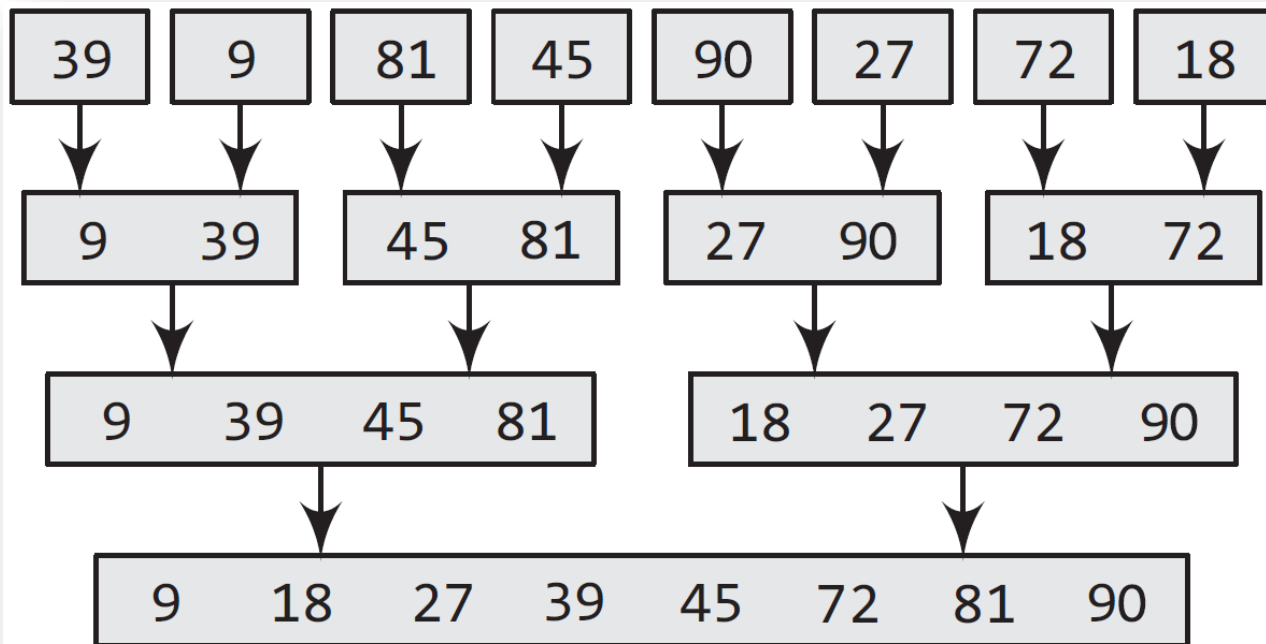 39 9 81 45 90 27 72 18
9 39 45 81 27 90 18 72
9 39 45 81 18 27 72 90
9 18 27 39 45 72 81 90